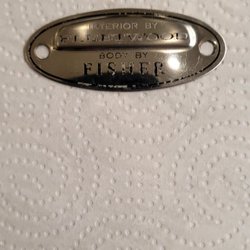 INTERIOR BY
FLEETWOOD
BODY BY
FISHER